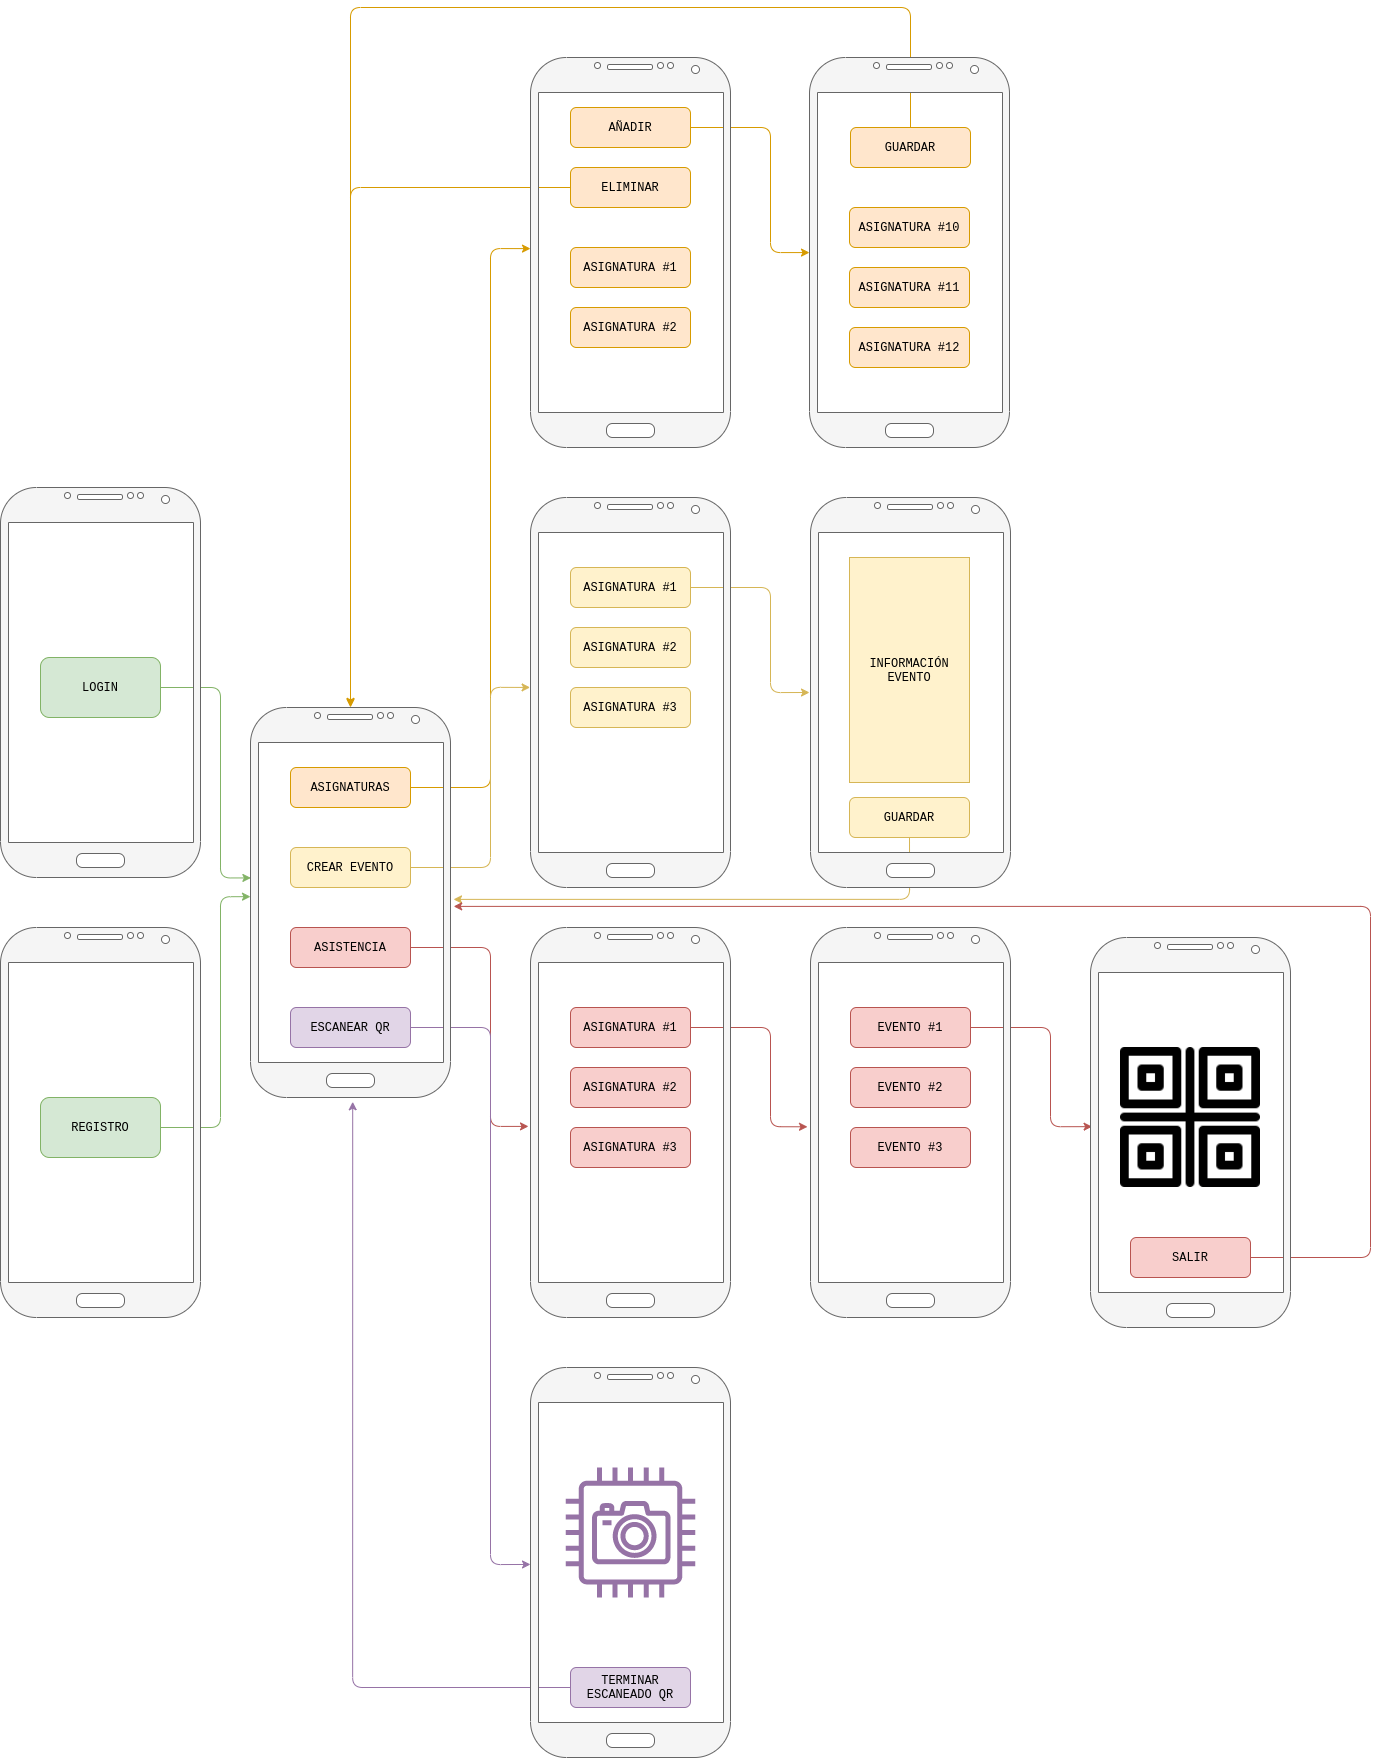 AÑADIR
ELIMINAR
ASIGNATURA #1
ASIGNATURA #2
GUARDAR
ASIGNATURA #10
ASIGNATURA #11
ASIGNATURA #12
LOGIN
REGISTRO
ASIGNATURAS
CREAR EVENTO
ASISTENCIA
ESCANEAR QR
ASIGNATURA #1
ASIGNATURA #2
ASIGNATURA #3
INFORMACIÓN
EVENTO
GUARDAR
ASIGNATURA #1
ASIGNATURA #2
ASIGNATURA #3
EVENTO #1
EVENTO #2
EVENTO #3
SALIR
TERMINAR
ESCANEADO QR